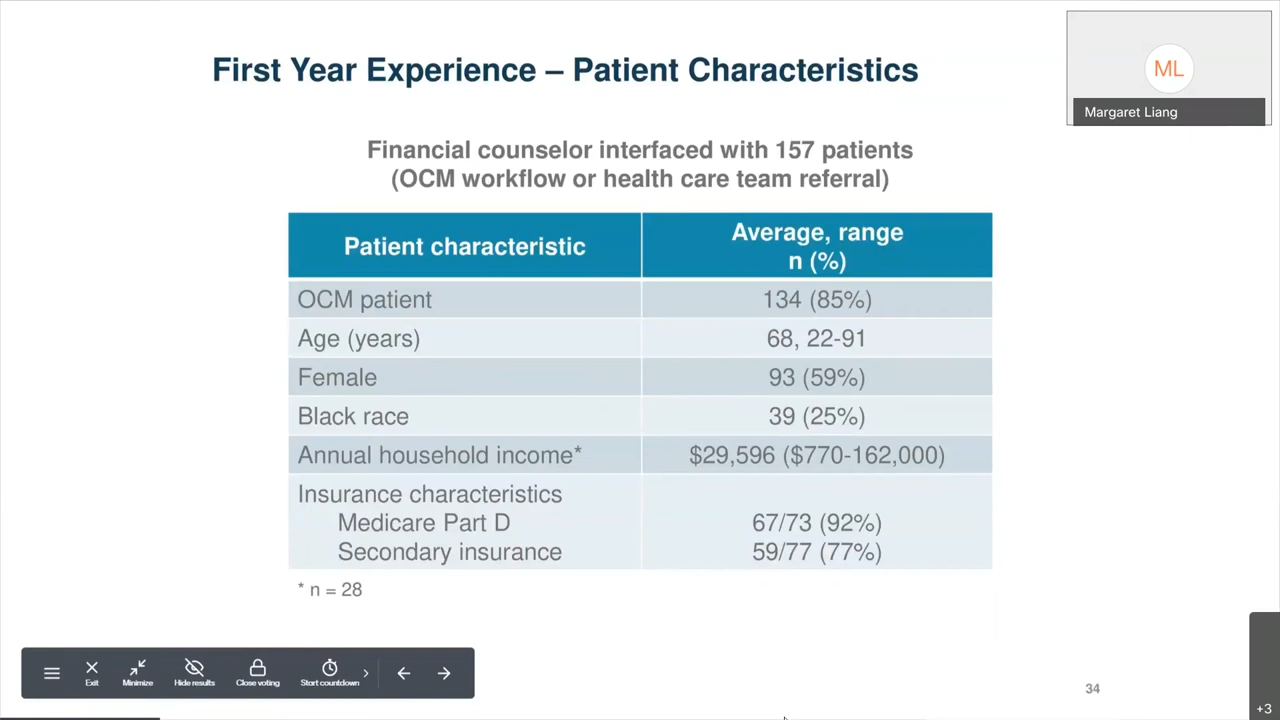 First Year Experience – Patient Characteristics
ML
Margaret Liang
Financial counselor interfaced with 157 patients
(OCM workflow or health care team referral)
Patient characteristic
Average, range
n (%)
OCM patient
134 (85%)
Age (years)
68, 22-91
Female
93 (59%)
Black race
39 (25%)
Annual household income*
$29,596 ($770-162,000)
Insurance characteristics
Medicare Part D
67/73 (92%)
Secondary insurance
59/77 (77%)
* n = 28
Exit
Minimize
Hide results
Close voting
Start countdown
34
+3